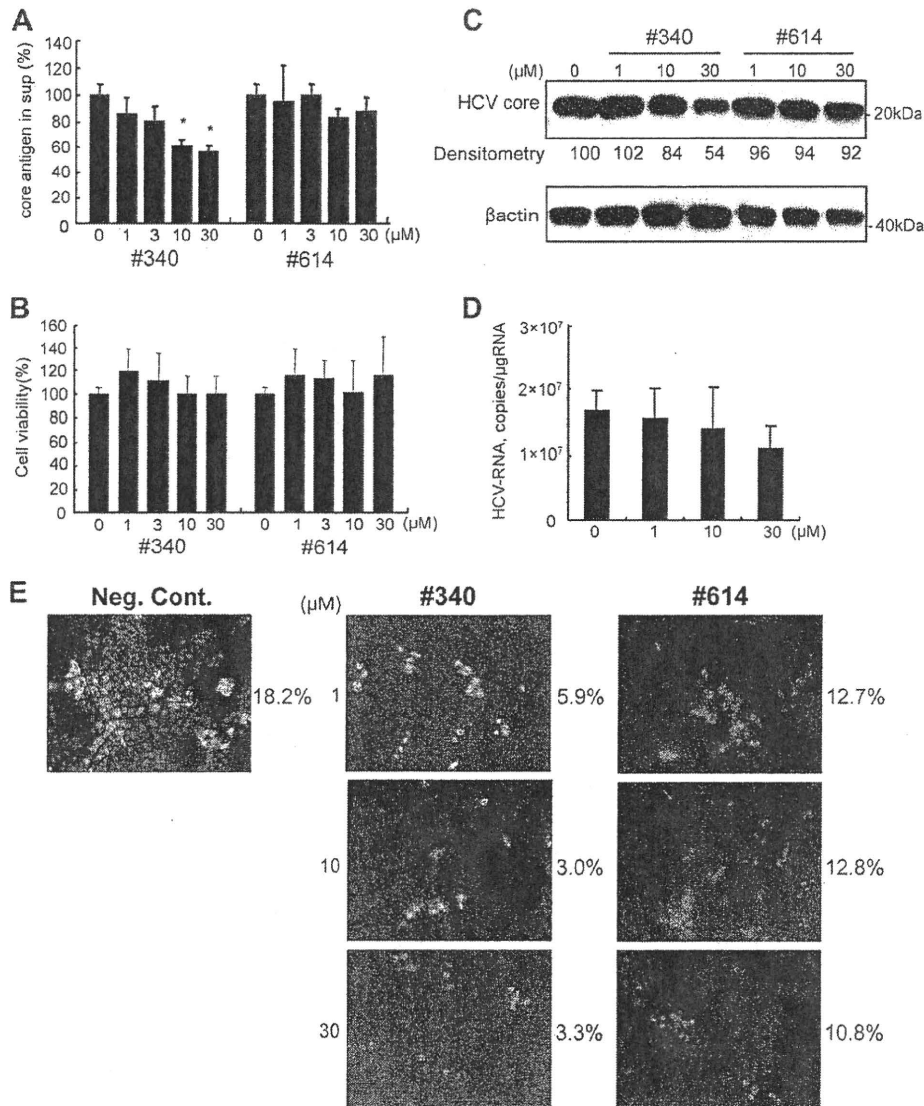 A
core antigen in sup (%)
140
120
100
80
60
40
20
0
* *
0 1 3 10 30 (μM) 0 1 3 10 30
#340 #614
B
Cell viability(%)
160
140
120
100
80
60
40
20
0
0 1 3 10 30 0 1 3 10 30 (μM)
#340 #614
C
#340 #614
(μM) 0 1 10 30 1 10 30
HCV core
-20kDa
Densitometry 100 102 84 54 96 94 92
βactin
-40kDa
D
HCV-RNA, copies/μgRNA
3×10⁷
2×10⁷
1×10⁷
0
0 1 10 30 (μM)
E
Neg. Cont. (μM) #340 #614
18.2% 1 5.9% 12.7%
10 3.0% 12.8%
30 3.3% 10.8%